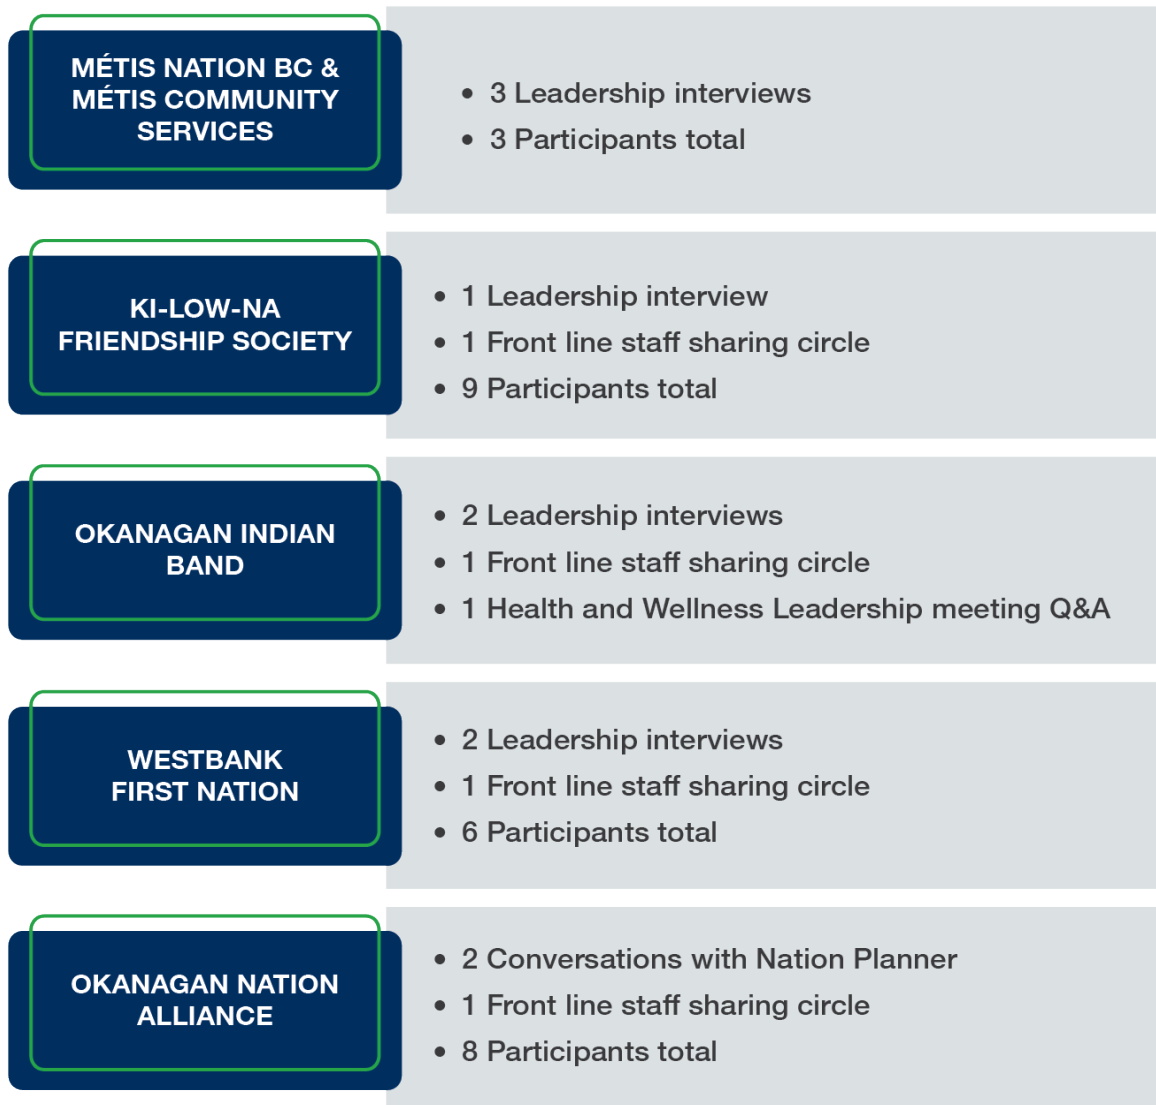 MÉTIS NATION BC &
MÉTIS COMMUNITY
SERVICES
• 3 Leadership interviews
• 3 Participants total
KI-LOW-NA
FRIENDSHIP SOCIETY
• 1 Leadership interview
• 1 Front line staff sharing circle
• 9 Participants total
OKANAGAN INDIAN
BAND
• 2 Leadership interviews
• 1 Front line staff sharing circle
• 1 Health and Wellness Leadership meeting Q&A
WESTBANK
FIRST NATION
• 2 Leadership interviews
• 1 Front line staff sharing circle
• 6 Participants total
OKANAGAN NATION
ALLIANCE
• 2 Conversations with Nation Planner
• 1 Front line staff sharing circle
• 8 Participants total